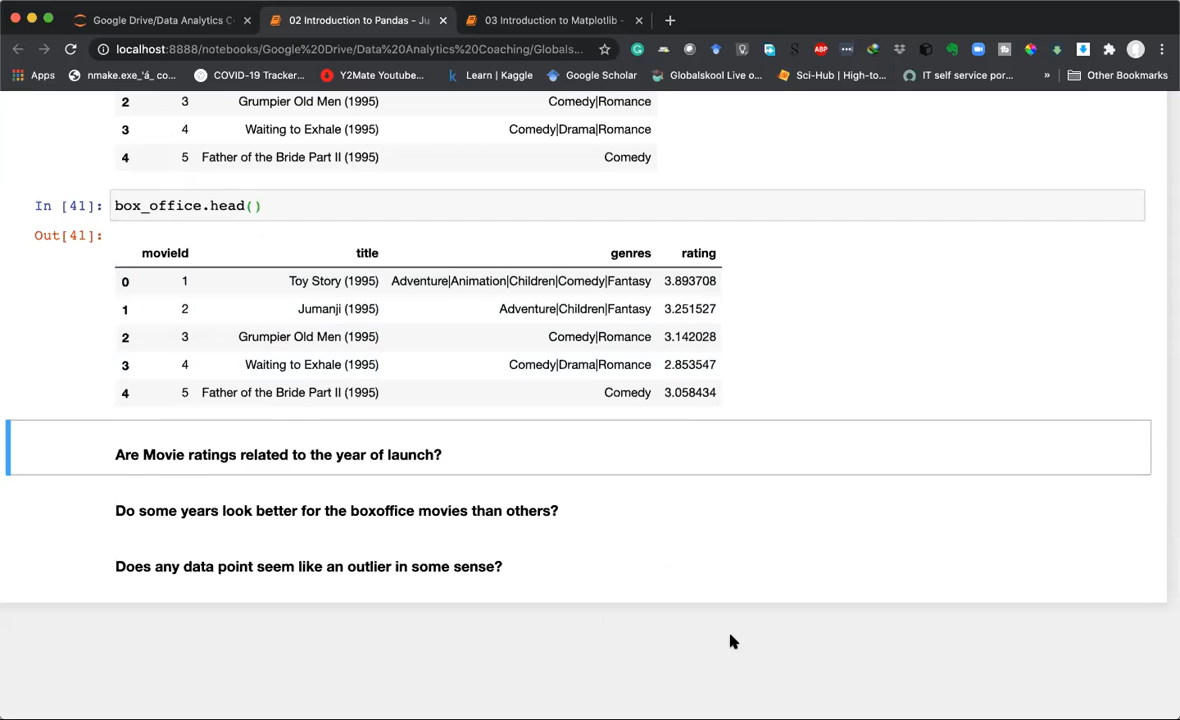 Google Drive/Data Analytics C
02 Introduction to Pandas - Ju
03 Introduction to Matplotlib -
localhost:8888/notebooks/Google%20Drive/Data%20Analytics%20Coaching/Globals...
Apps
nmake.exe_'á_ co...
COVID-19 Tracker...
Y2Mate Youtube...
Learn | Kaggle
Google Scholar
Globalskool Live o...
Sci-Hub | High-to...
IT self service por...
»
Other Bookmarks
2 3 Grumpier Old Men (1995) Comedy|Romance
3 4 Waiting to Exhale (1995) Comedy|Drama|Romance
4 5 Father of the Bride Part II (1995) Comedy
In [41]: box_office.head()
Out[41]:
movieId title genres rating
0 1 Toy Story (1995) Adventure|Animation|Children|Comedy|Fantasy 3.893708
1 2 Jumanji (1995) Adventure|Children|Fantasy 3.251527
2 3 Grumpier Old Men (1995) Comedy|Romance 3.142028
3 4 Waiting to Exhale (1995) Comedy|Drama|Romance 2.853547
4 5 Father of the Bride Part II (1995) Comedy 3.058434
Are Movie ratings related to the year of launch?
Do some years look better for the boxoffice movies than others?
Does any data point seem like an outlier in some sense?